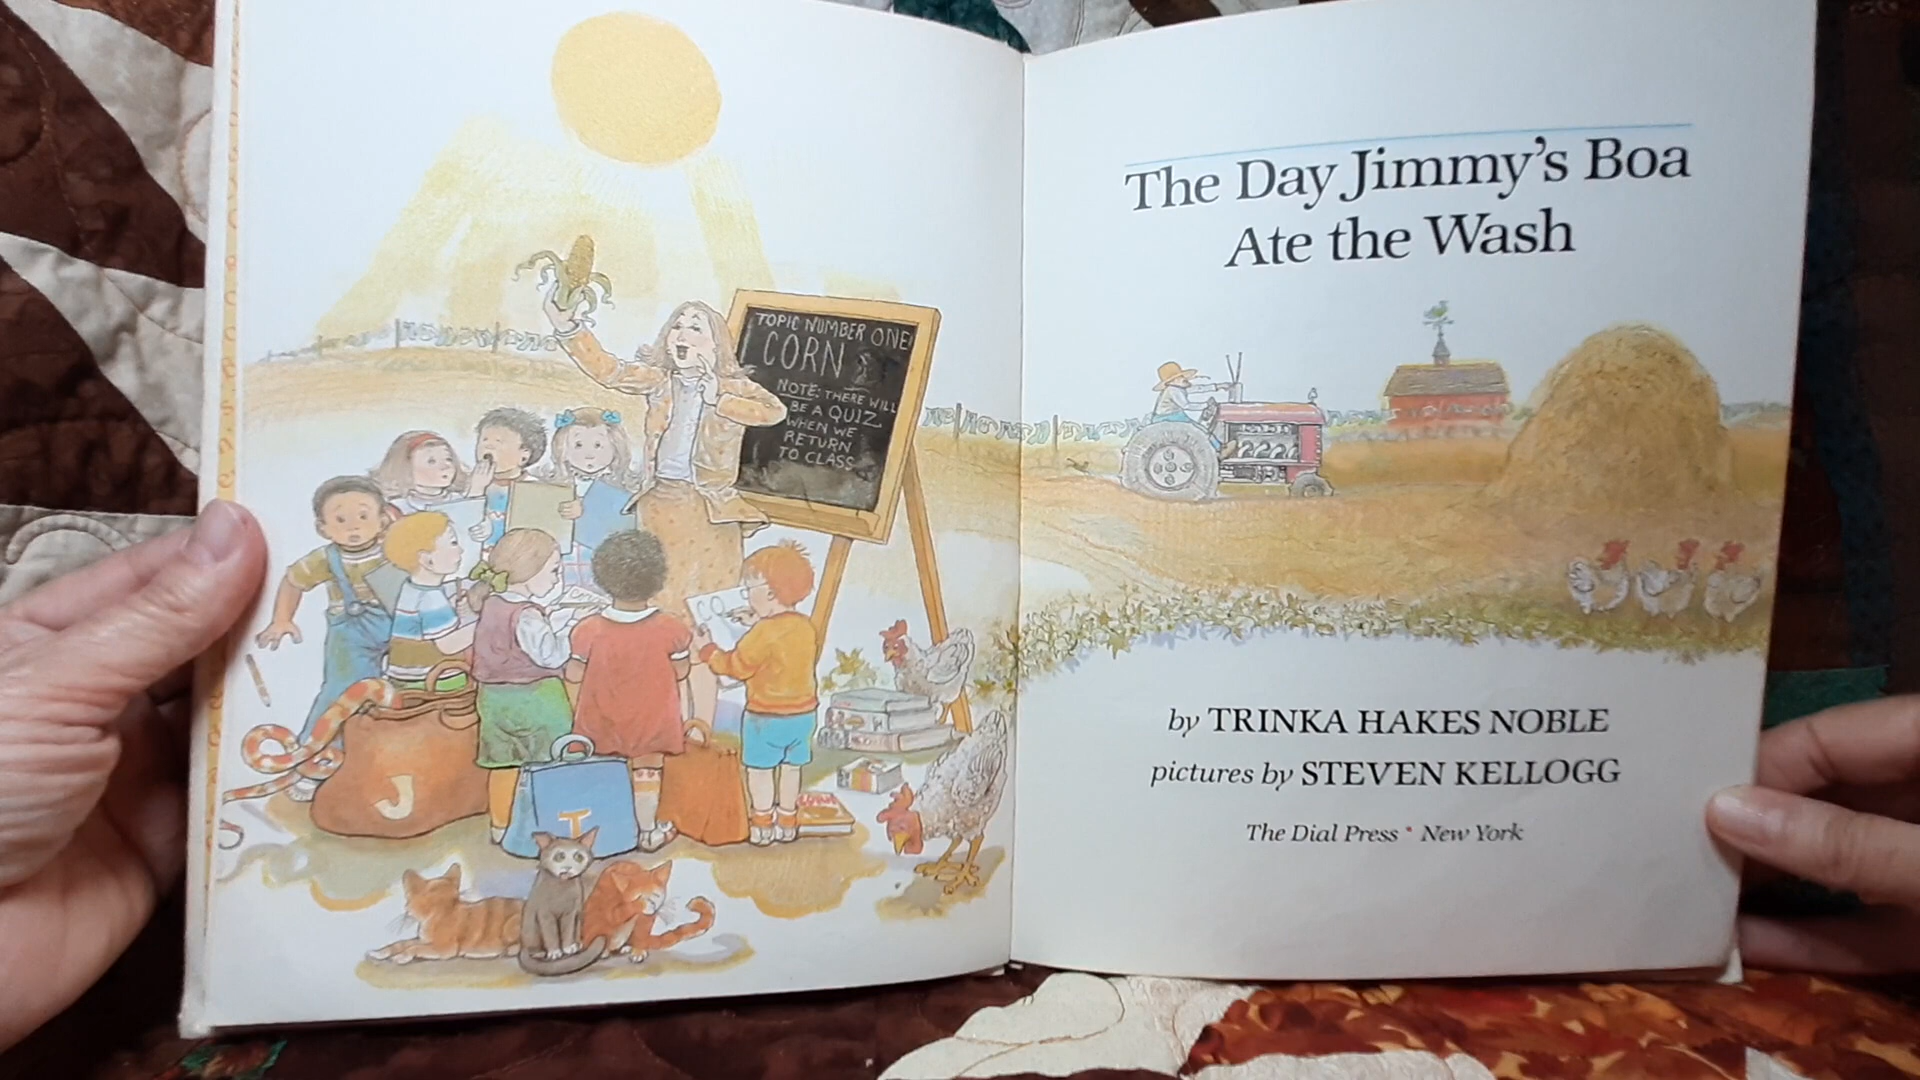 TOPIC NUMBER ONE
CORN
NOTE: THERE WILL
BE A QUIZ
WHEN WE
RETURN
TO CLASS
CO
J
T
The Day Jimmy's Boa
Ate the Wash
by TRINKA HAKES NOBLE
pictures by STEVEN KELLOGG
The Dial Press • New York